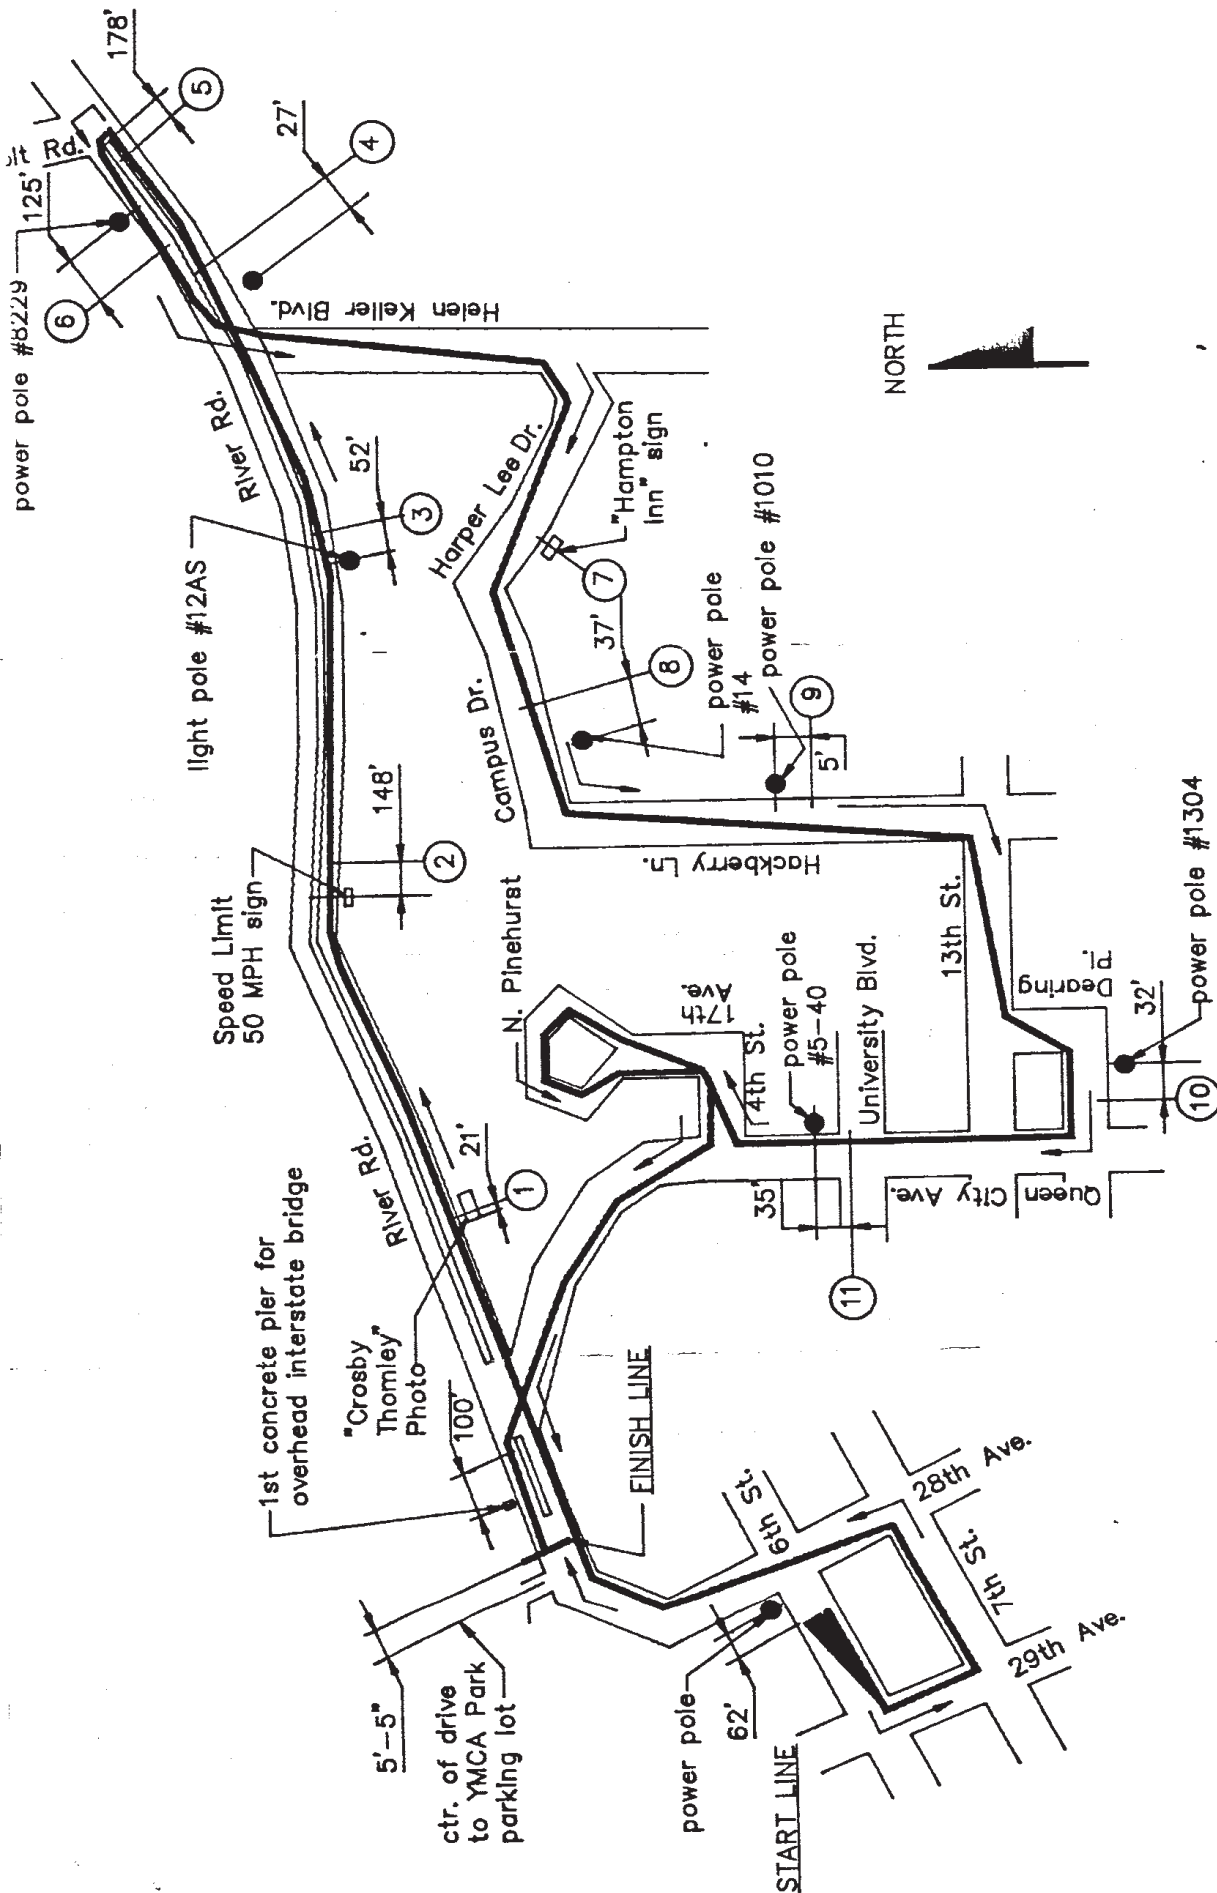 178'
5
27'
4
Rd.
125'
6
power pole #8229
Helen Keller Blvd.
River Rd.
52'
3
light pole #12AS
Harper Lee Dr.
"Hampton
Inn" sign
7
NORTH
37'
8
power pole
#14
power pole #1010
9
5'
Campus Dr.
Hackberry Ln.
148'
2
Speed Limit
50 MPH sign
N. Pinehurst
17th
Ave.
14th St.
power pole
#5-40
University Blvd.
13th St.
Dearing
Pl.
32'
power pole #1304
10
Queen
City Ave.
35'
11
River Rd.
21'
1
1st concrete pier for
overhead interstate bridge
"Crosby
Thomley"
Photo
100'
FINISH LINE
5'-5"
ctr. of drive
to YMCA Park
parking lot
6th St.
28th Ave.
7th St.
29th Ave.
power pole
62'
START LINE